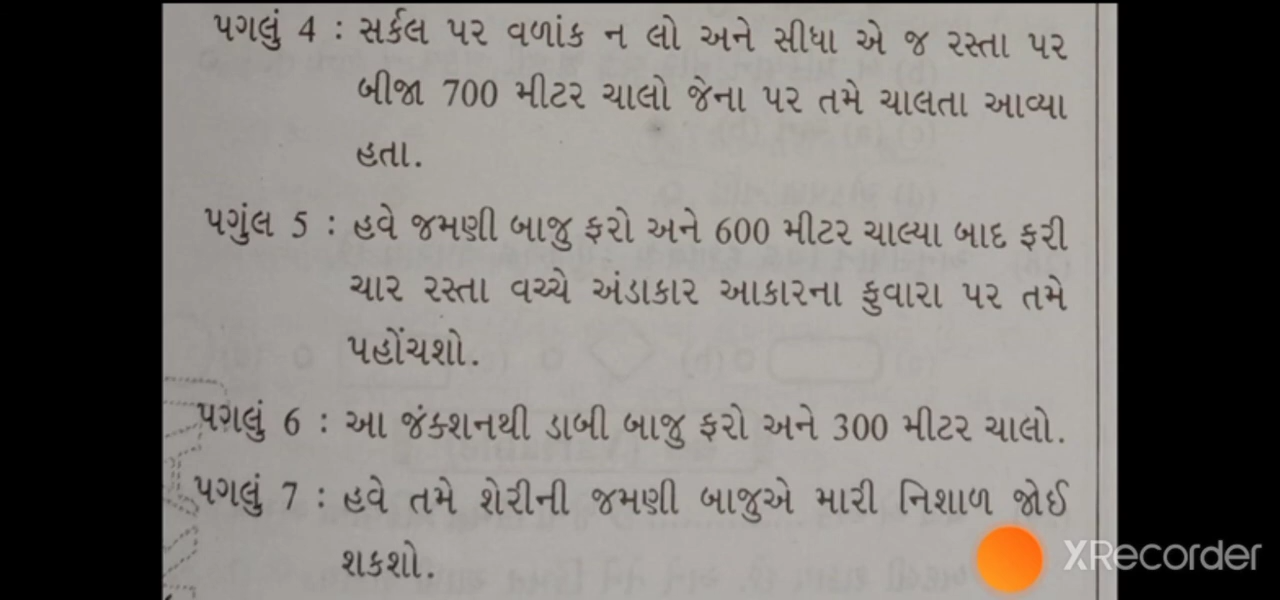 પગલું 4 : સર્કલ પર વળાંક ન લો અને સીધા એ જ રસ્તા પર
બીજા 700 મીટર ચાલો જેના પર તમે ચાલતા આવ્યા
હતા.
પગુંલ 5 : હવે જમણી બાજુ ફરો અને 600 મીટર ચાલ્યા બાદ ફરી
ચાર રસ્તા વચ્ચે અંડાકાર આકારના ફુવારા પર તમે
પહોંચશો.
પગલું 6 : આ જંક્શનથી ડાબી બાજુ ફરો અને 300 મીટર ચાલો.
પગલું 7 : હવે તમે શેરીની જમણી બાજુએ મારી નિશાળ જોઈ
શકશો.
XRecorder